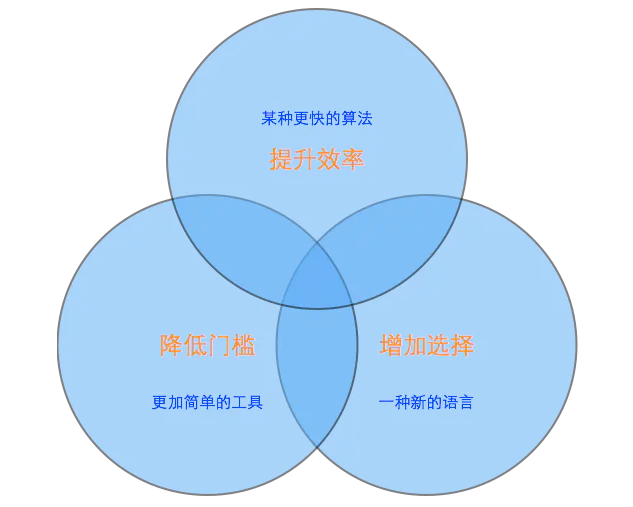 某种更快的算法
提升效率
降低门槛
增加选择
更加简单的工具
一种新的语言